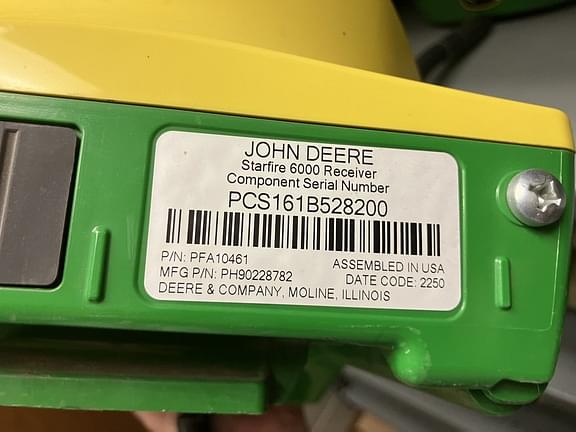 JOHN DEERE
Starfire 6000 Receiver
Component Serial Number
PCS161B528200
P/N: PFA10461
ASSEMBLED IN USA
MFG P/N: PH90228782
DATE CODE: 2250
DEERE & COMPANY, MOLINE, ILLINOIS